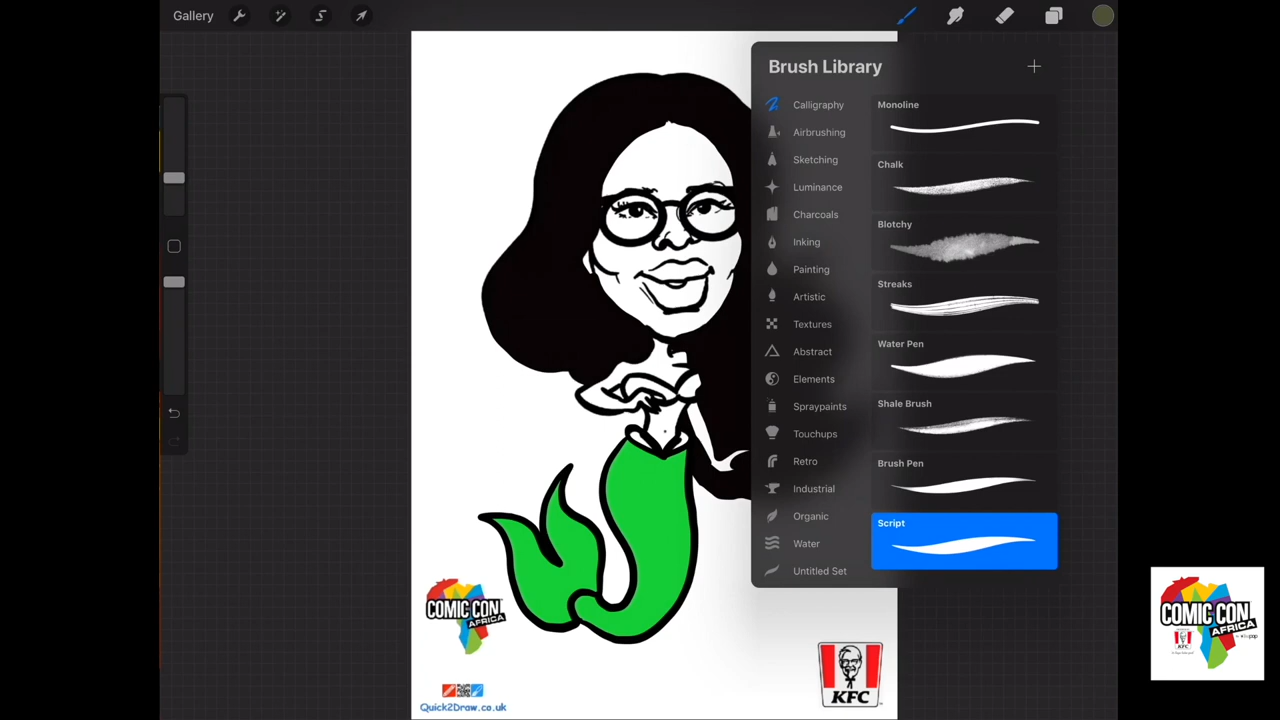 Gallery
Brush Library
Calligraphy
Airbrushing
Sketching
Luminance
Charcoals
Inking
Painting
Artistic
Textures
Abstract
Elements
Spraypaints
Touchups
Retro
Industrial
Organic
Water
Untitled Set
Monoline
Chalk
Blotchy
Streaks
Water Pen
Shale Brush
Brush Pen
Script
COMIC CON
AFRICA
Quick2Draw.co.uk
KFC
COMIC CON
AFRICA
KFC